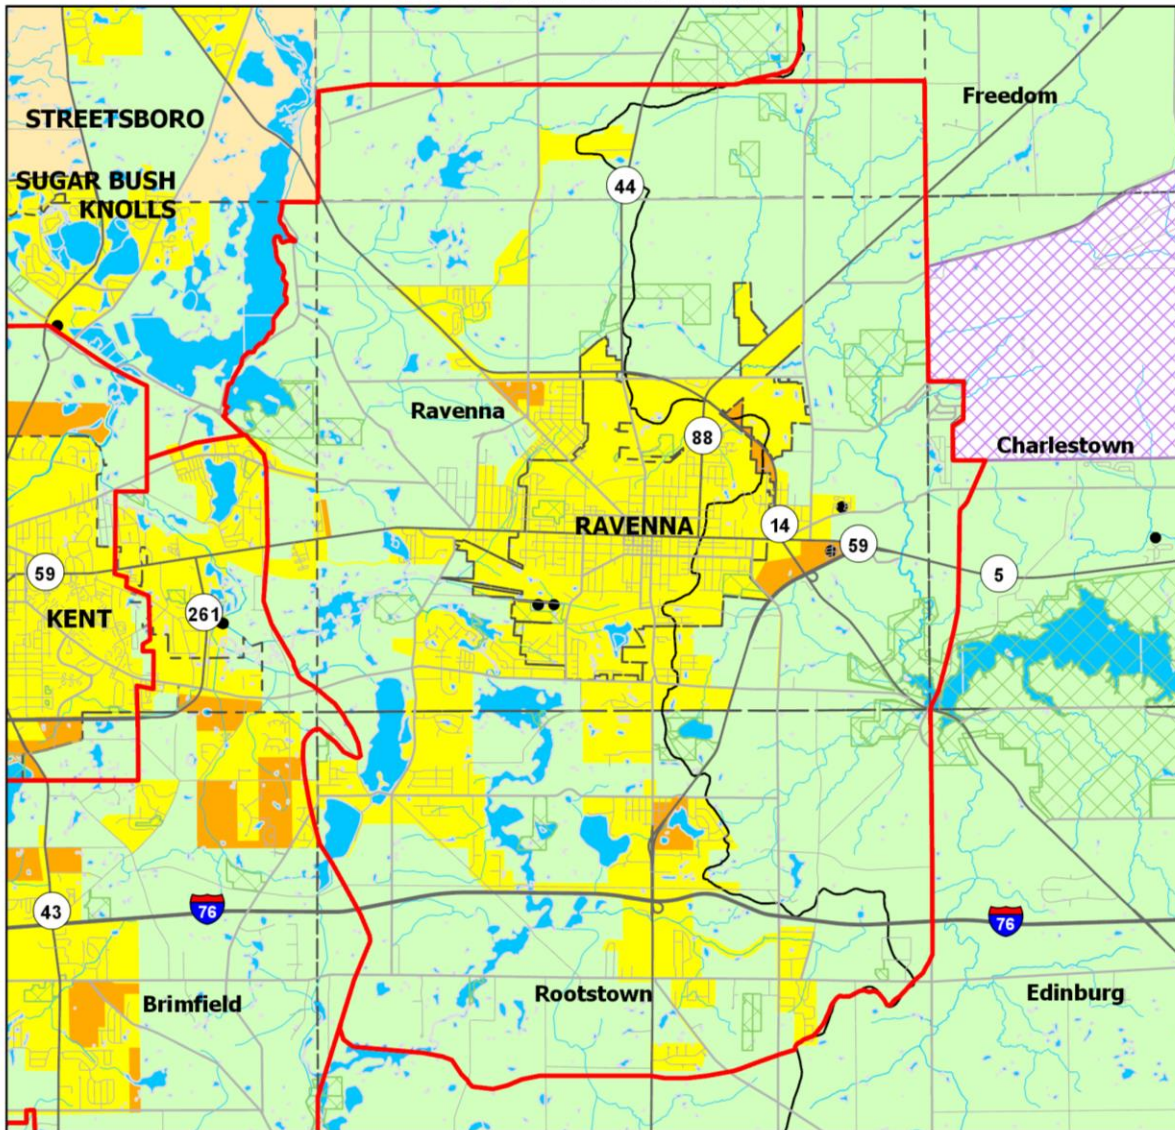 Freedom
STREETSBORO
SUGAR BUSH
KNOLLS
44
Ravenna
88
Charlestown
RAVENNA
14
59
59
5
KENT
261
43
76
76
Brimfield
Rootstown
Edinburg